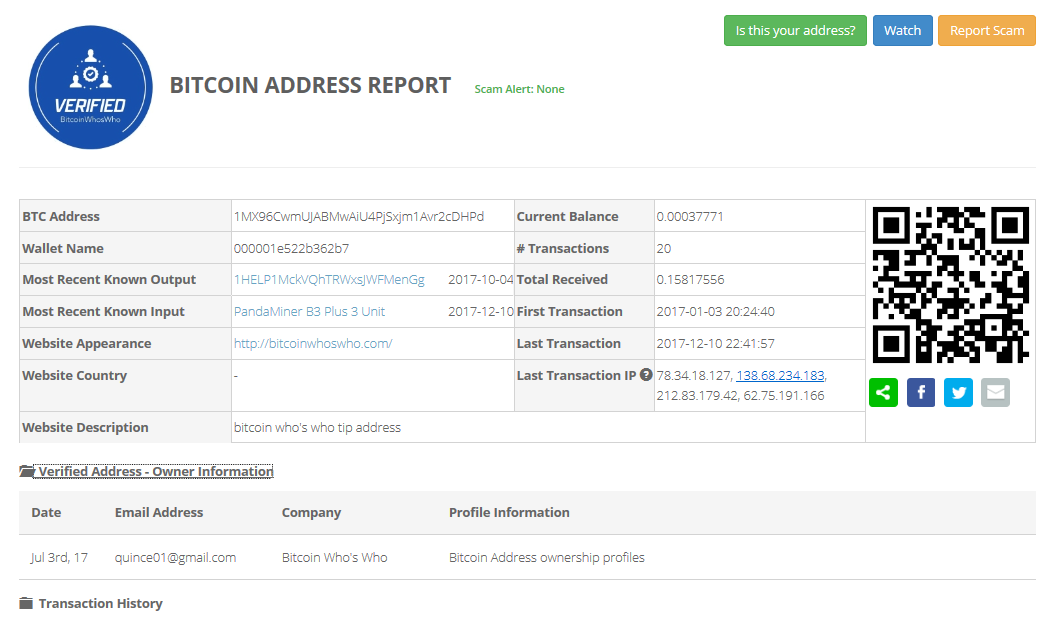 Is this your address? Watch Report Scam
VERIFIED
BitcoinWhosWho
BITCOIN ADDRESS REPORT Scam Alert: None
BTC Address 1MX96CwmUJABMwAiU4PjSxjm1Avr2cDHPd Current Balance 0.00037771
Wallet Name 000001e522b362b7 # Transactions 20
Most Recent Known Output 1HELP1MckVQhTRWxsJWFMenGg 2017-10-04 Total Received 0.15817556
Most Recent Known Input PandaMiner B3 Plus 3 Unit 2017-12-10 First Transaction 2017-01-03 20:24:40
Website Appearance http://bitcoinwhoswho.com/ Last Transaction 2017-12-10 22:41:57
Website Country - Last Transaction IP ? 78.34.18.127, 138.68.234.183,
212.83.179.42, 62.75.191.166
Website Description bitcoin who's who tip address
Verified Address - Owner Information
Date Email Address Company Profile Information
Jul 3rd, 17 quince01@gmail.com Bitcoin Who's Who Bitcoin Address ownership profiles
Transaction History